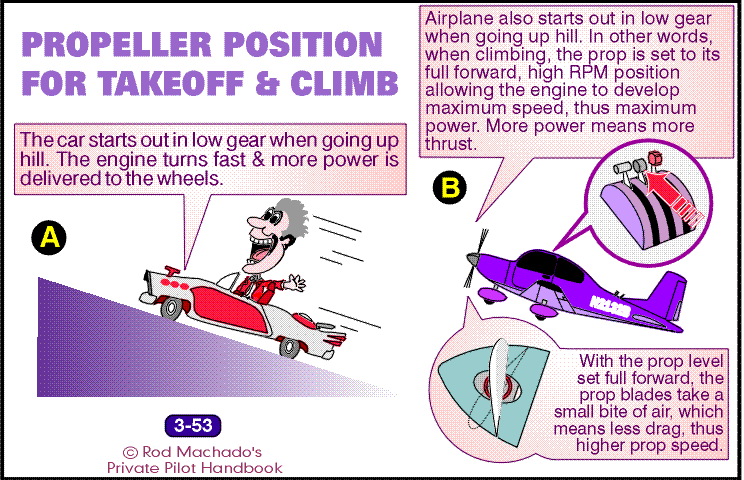 PROPELLER POSITION
FOR TAKEOFF & CLIMB
The car starts out in low gear when going up
hill. The engine turns fast & more power is
delivered to the wheels.
A
3-53
© Rod Machado's
Private Pilot Handbook
Airplane also starts out in low gear
when going up hill. In other words,
when climbing, the prop is set to its
full forward, high RPM position
allowing the engine to develop
maximum speed, thus maximum
power. More power means more
thrust.
B
With the prop level
set full forward, the
prop blades take a
small bite of air, which
means less drag, thus
higher prop speed.